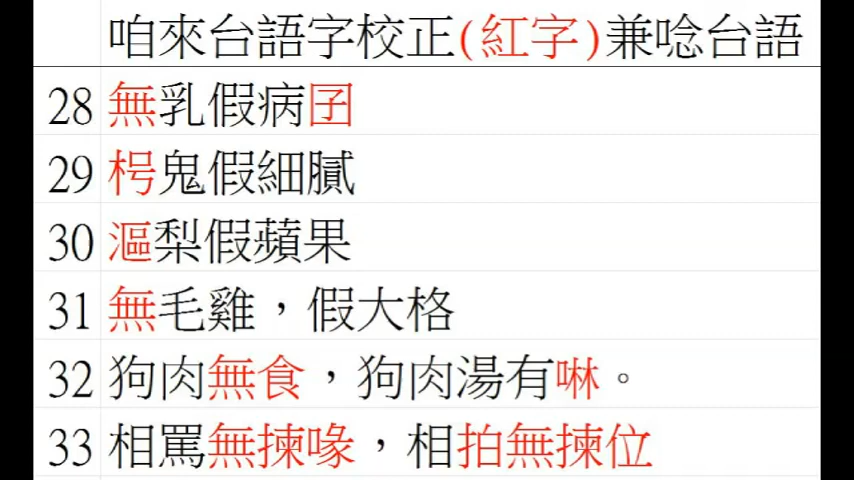 咱來台語字校正(紅字)兼唸台語
28 無乳假病囝
29 枵鬼假細膩
30 漚梨假蘋果
31 無毛雞，假大格
32 狗肉無食，狗肉湯有啉。
33 相罵無揀喙，相拍無揀位